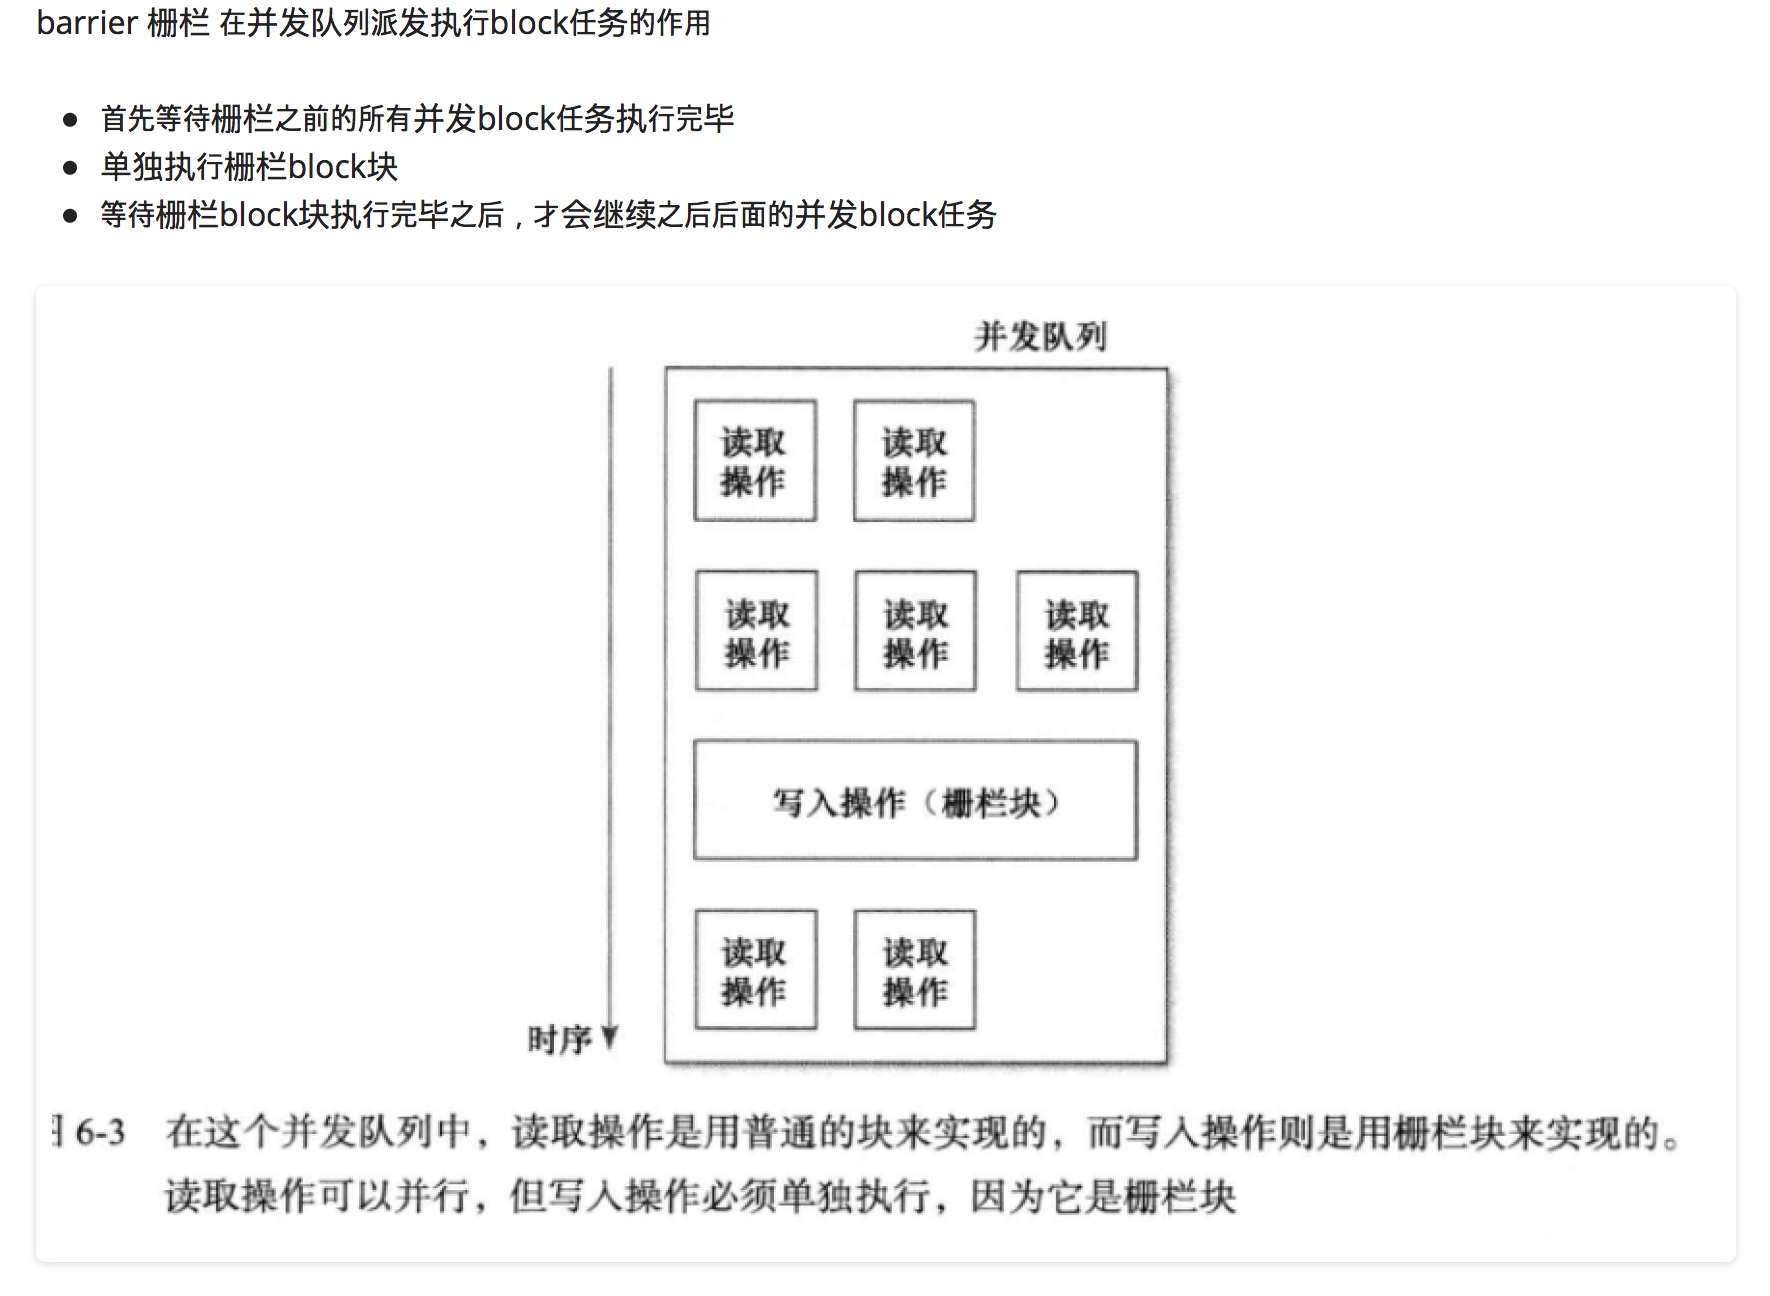 barrier 栅栏 在并发队列派发执行block任务的作用
首先等待栅栏之前的所有并发block任务执行完毕
单独执行栅栏block块
等待栅栏block块执行完毕之后，才会继续之后后面的并发block任务
并发队列
读取 读取
操作 操作
读取 读取 读取
操作 操作 操作
写入操作（栅栏块）
读取 读取
操作 操作
时序
6-3 在这个并发队列中，读取操作是用普通的块来实现的，而写入操作则是用栅栏块来实现的。
读取操作可以并行，但写入操作必须单独执行，因为它是栅栏块